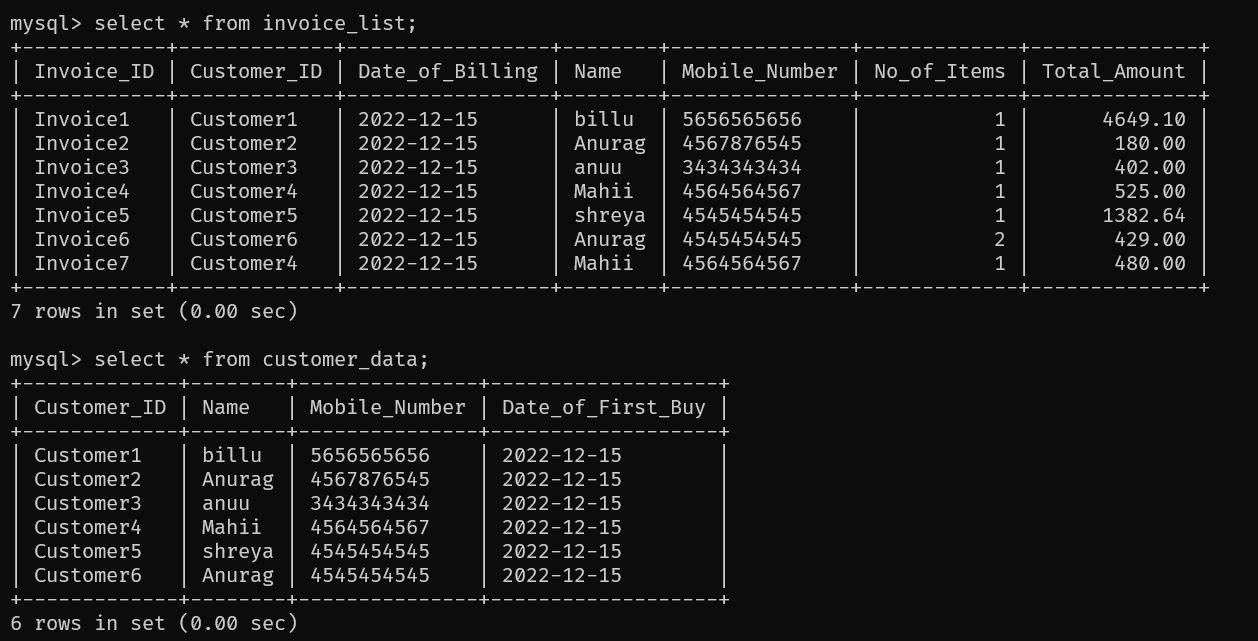 mysql> select * from invoice_list;
+------------+-------------+-----------------+--------+---------------+-------------+--------------+
| Invoice_ID | Customer_ID | Date_of_Billing | Name   | Mobile_Number | No_of_Items | Total_Amount |
+------------+-------------+-----------------+--------+---------------+-------------+--------------+
| Invoice1   | Customer1   | 2022-12-15      | billu  | 5656565656    |           1 |      4649.10 |
| Invoice2   | Customer2   | 2022-12-15      | Anurag | 4567876545    |           1 |       180.00 |
| Invoice3   | Customer3   | 2022-12-15      | anuu   | 3434343434    |           1 |       402.00 |
| Invoice4   | Customer4   | 2022-12-15      | Mahii  | 4564564567    |           1 |       525.00 |
| Invoice5   | Customer5   | 2022-12-15      | shreya | 4545454545    |           1 |      1382.64 |
| Invoice6   | Customer6   | 2022-12-15      | Anurag | 4545454545    |           2 |       429.00 |
| Invoice7   | Customer4   | 2022-12-15      | Mahii  | 4564564567    |           1 |       480.00 |
+------------+-------------+-----------------+--------+---------------+-------------+--------------+
7 rows in set (0.00 sec)

mysql> select * from customer_data;
+-------------+--------+---------------+-------------------+
| Customer_ID | Name   | Mobile_Number | Date_of_First_Buy |
+-------------+--------+---------------+-------------------+
| Customer1   | billu  | 5656565656    | 2022-12-15        |
| Customer2   | Anurag | 4567876545    | 2022-12-15        |
| Customer3   | anuu   | 3434343434    | 2022-12-15        |
| Customer4   | Mahii  | 4564564567    | 2022-12-15        |
| Customer5   | shreya | 4545454545    | 2022-12-15        |
| Customer6   | Anurag | 4545454545    | 2022-12-15        |
+-------------+--------+---------------+-------------------+
6 rows in set (0.00 sec)